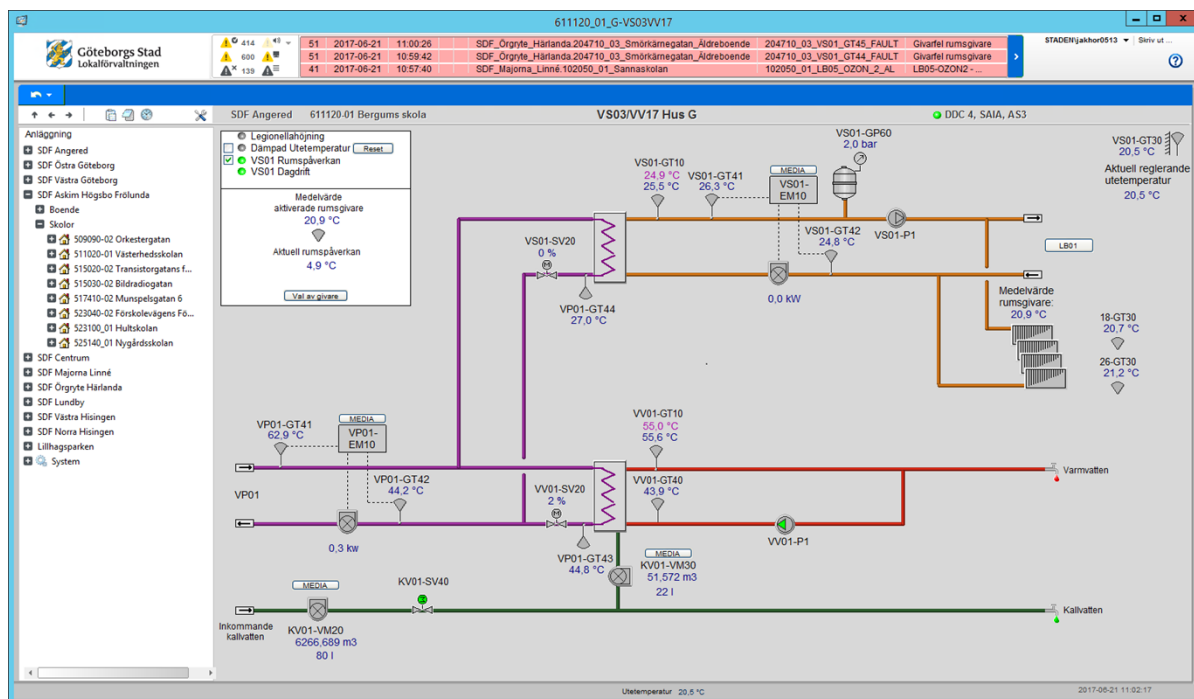 611120_01_G-VS03VV17
Göteborgs Stad
Lokalförvaltningen
414
600
139
51 2017-06-21 11:00:26 SDF_Örgryte_Härlanda.204710_03_Smörkärnegatan_Äldreboende 204710_03_VS01_GT45_FAULT Givarfel rumsgivare
51 2017-06-21 10:59:42 SDF_Örgryte_Härlanda.204710_03_Smörkärnegatan_Äldreboende 204710_03_VS01_GT44_FAULT Givarfel rumsgivare
41 2017-06-21 10:57:40 SDF_Majorna_Linné.102050_01_Sannaskolan 102050_01_LB05_OZON_2_AL LB05-OZON2 - ...
STADEN\jakhor0513 Skriv ut ...
SDF Angered 611120-01 Bergums skola
VS03/VV17 Hus G
DDC 4, SAIA, AS3
Anläggning
SDF Angered
SDF Östra Göteborg
SDF Västra Göteborg
SDF Askim Högsbo Frölunda
Boende
Skolor
509090-02 Orkestergatan
511020-01 Västerhedsskolan
515020-02 Transistorgatans f...
515030-02 Bildradiogatan
517410-02 Munspelsgatan 6
523040-02 Förskolevägens Fö...
523100_01 Hultskolan
525140_01 Nygårdsskolan
SDF Centrum
SDF Majorna Linné
SDF Örgryte Härlanda
SDF Lundby
SDF Västra Hisingen
SDF Norra Hisingen
Lillhagsparken
System
Legionellahöjning
Dämpad Utetemperatur Reset
VS01 Rumspåverkan
VS01 Dagdrift
Medelvärde
aktiverade rumsgivare
20,9 °C
Aktuell rumspåverkan
4,9 °C
Val av givare
VS01-GT10
24,9 °C
25,5 °C
VS01-GT41
26,3 °C
MEDIA
VS01-
EM10
VS01-GP60
2,0 bar
VS01-P1
VS01-GT42
24,8 °C
VS01-GT30
20,5 °C
Aktuell reglerande
utetemperatur
20,5 °C
LB01
VS01-SV20
0 %
M
VP01-GT44
27,0 °C
0,0 kW
Medelvärde
rumsgivare:
20,9 °C
18-GT30
20,7 °C
26-GT30
21,2 °C
VP01-GT41
62,9 °C
MEDIA
VP01-
EM10
VP01-GT42
44,2 °C
VP01
0,3 kw
VV01-SV20
2 %
M
VP01-GT43
44,8 °C
VV01-GT10
55,0 °C
55,6 °C
VV01-GT40
43,9 °C
VV01-P1
Varmvatten
MEDIA
KV01-VM30
51,572 m3
22 l
MEDIA
KV01-SV40
Inkommande
kallvatten
KV01-VM20
6266,689 m3
80 l
Kallvatten
Utetemperatur 20,5 °C
2017-06-21 11:02:17